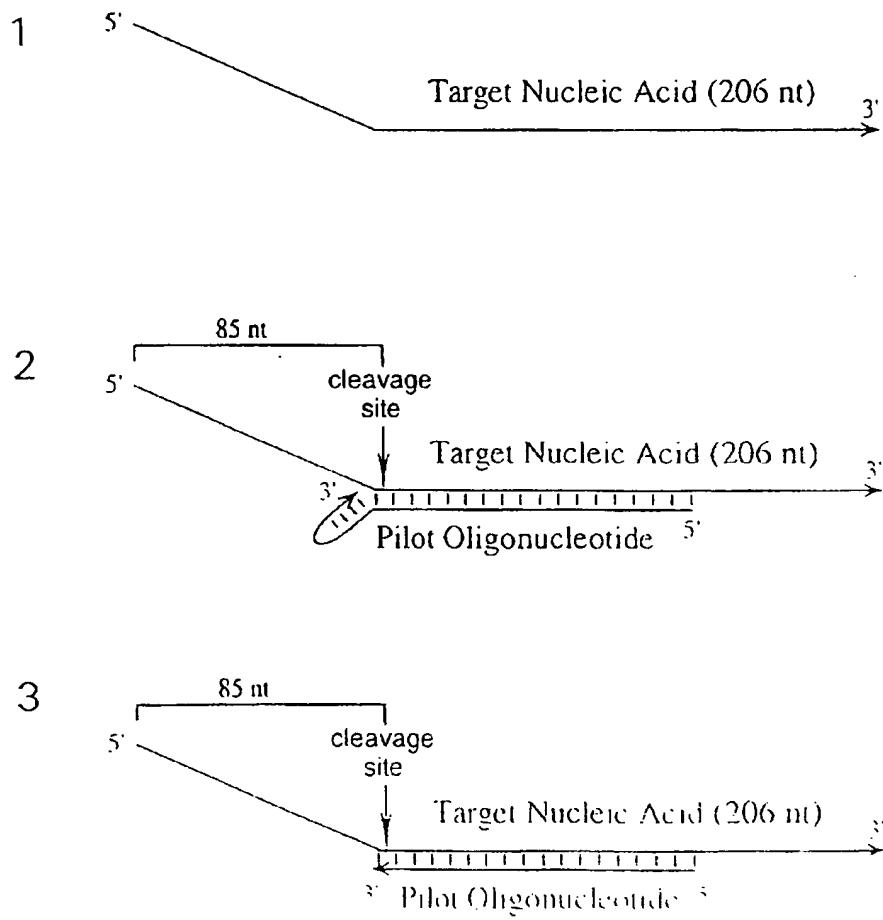 1
5'
Target Nucleic Acid (206 nt)
3'
2
85 nt
5'
cleavage
site
Target Nucleic Acid (206 nt)
3'
3'
Pilot Oligonucleotide
5'
3
85 nt
5'
cleavage
site
Target Nucleic Acid (206 nt)
3'
3' Pilot Oligonucleotide 5'